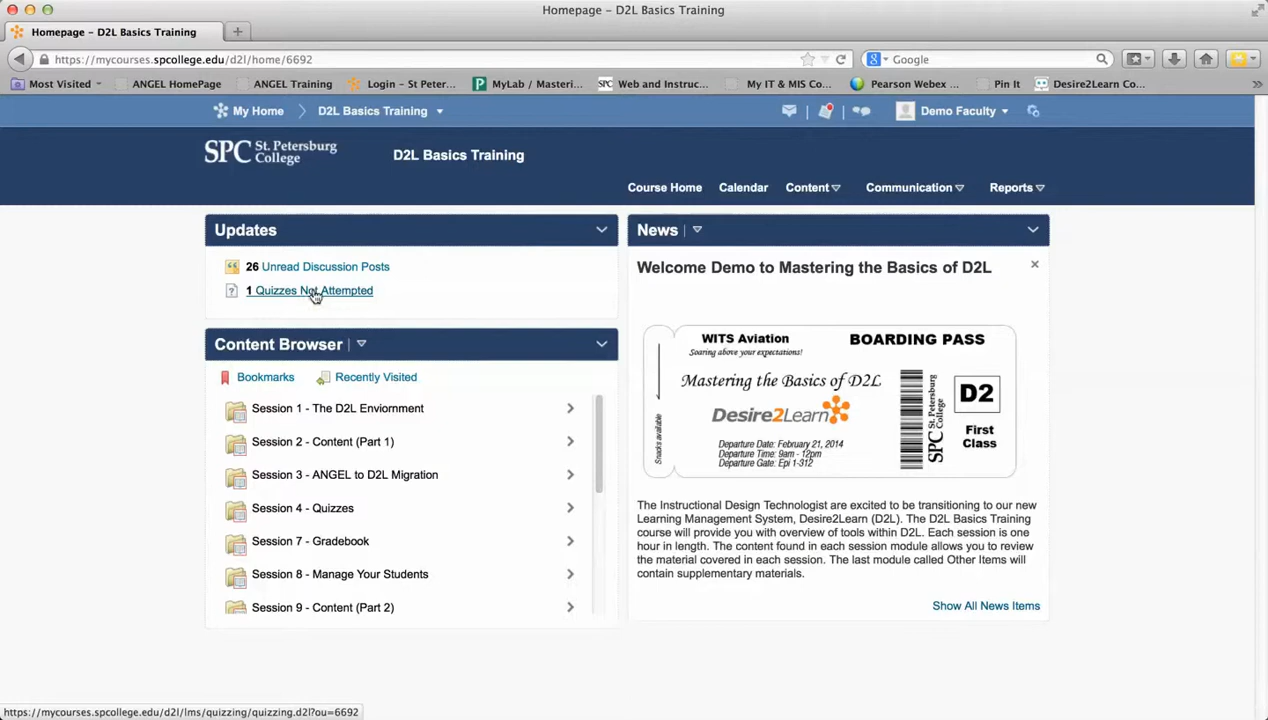 Homepage - D2L Basics Training
Homepage - D2L Basics Training
https://mycourses.spcollege.edu/d2l/home/6692
Google
Most Visited
ANGEL HomePage
ANGEL Training
Login – St Peter...
MyLab / Masteri...
SPC Web and Instruc...
My IT & MIS Co...
Pearson Webex ...
Pin It
Desire2Learn Co...
My Home
D2L Basics Training
Demo Faculty
SPC St. Petersburg College
D2L Basics Training
Course Home
Calendar
Content
Communication
Reports
Updates
26 Unread Discussion Posts
1 Quizzes Not Attempted
Content Browser
Bookmarks
Recently Visited
Session 1 - The D2L Enviornment
Session 2 - Content (Part 1)
Session 3 - ANGEL to D2L Migration
Session 4 - Quizzes
Session 7 - Gradebook
Session 8 - Manage Your Students
Session 9 - Content (Part 2)
News
Welcome Demo to Mastering the Basics of D2L
WITS Aviation
Soaring above your expectations!
BOARDING PASS
Mastering the Basics of D2L
Desire2Learn
Departure Date: February 21, 2014
Departure Time: 9am - 12pm
Departure Gate: Epi 1-312
Snacks available
SPC St. Petersburg College
D2
First
Class
The Instructional Design Technologist are excited to be transitioning to our new
Learning Management System, Desire2Learn (D2L). The D2L Basics Training
course will provide you with overview of tools within D2L. Each session is one
hour in length. The content found in each session module allows you to review
the material covered in each session. The last module called Other Items will
contain supplementary materials.
Show All News Items
https://mycourses.spcollege.edu/d2l/lms/quizzing/quizzing.d2l?ou=6692